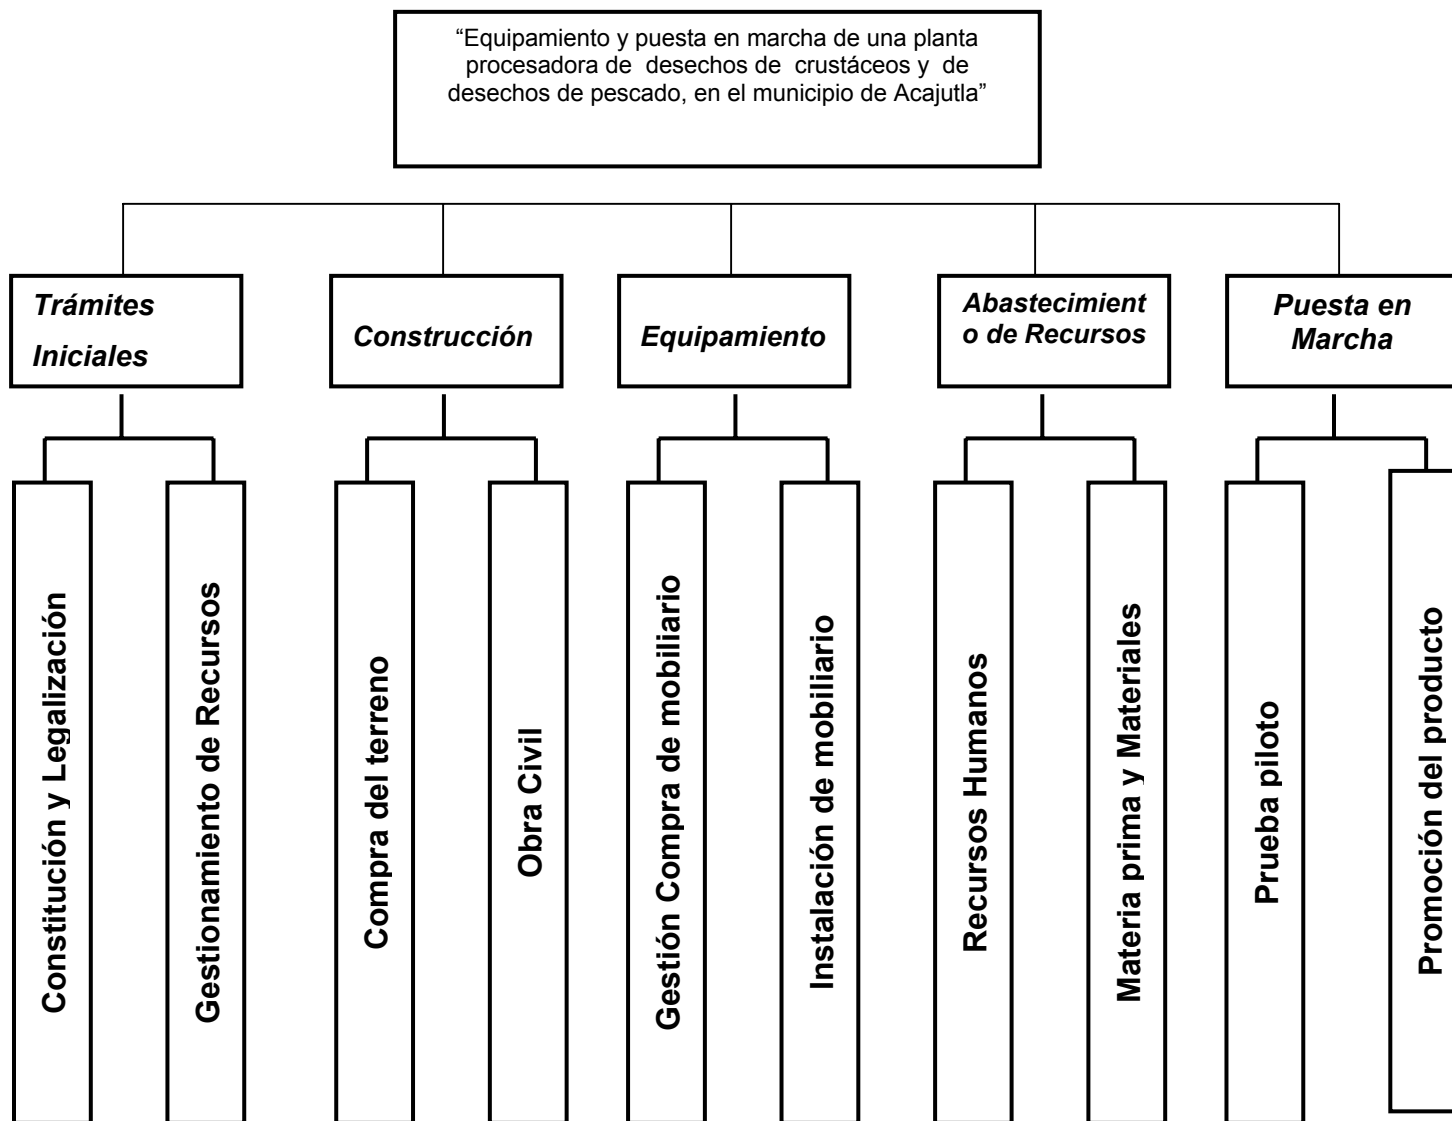 “Equipamiento y puesta en marcha de una planta
procesadora de desechos de crustáceos y de
desechos de pescado, en el municipio de Acajutla”
Trámites
Iniciales
Construcción
Equipamiento
Abastecimient
o de Recursos
Puesta en
Marcha
Constitución y Legalización
Gestionamiento de Recursos
Compra del terreno
Obra Civil
Gestión Compra de mobiliario
Instalación de mobiliario
Recursos Humanos
Materia prima y Materiales
Prueba piloto
Promoción del producto